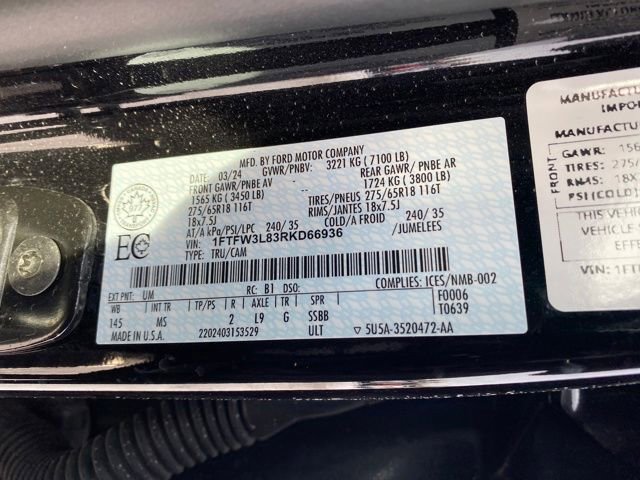 MFD. BY FORD MOTOR COMPANY
03/24 GVWR/PNBV: 3221 KG ( 7100 LB)
FRONT GAWR/ PNBE AV REAR GAWR/ PNBE AR
1565 KG ( 3450 LB) 1724 KG ( 3800 LB)
275/65R18 116T TIRES/PNEUS 275/65R18 116T
18x7.5J RIMS/JANTES 18x7.5J
AT/A kPa/PSI/LPC 240/ 35 COLD/A FROID 240/ 35
VIN: 1FTFW3L83RKD66936 /JUMELEES
TYPE: TRU/CAM
EC
EXT PNT: UM RC: B1 DSO: COMPLIES: ICES/NMB-002
WB INT TR TP/PS R AXLE TR SPR F0006
145 MS 2 L9 G SSBB T0639
MADE IN U.S.A. 2202403153529 ULT ▽ 5U5A-3520472-AA
MANUFACTU
IMPO
MANUFACTU
FRONT
GAWR: 156
TIRES: 275
RIMS: 18X
PSI(COLD)
THIS VEH
VEHICLE S
EFFECT
VIN: 1FT